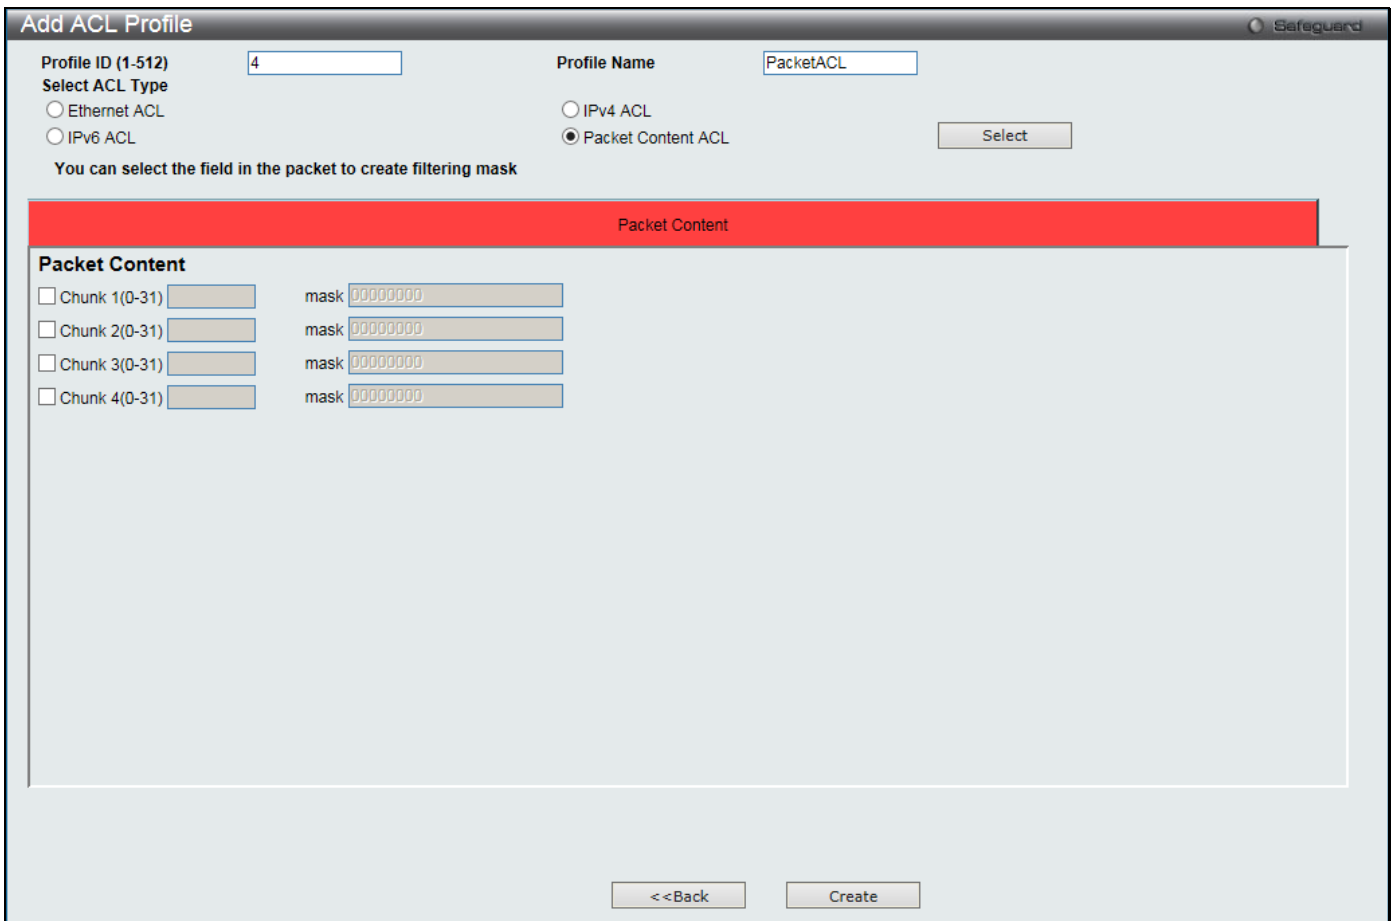 Add ACL Profile
Safeguard
Profile ID (1-512) 4 Profile Name PacketACL
Select ACL Type
Ethernet ACL IPv4 ACL
IPv6 ACL Packet Content ACL Select
You can select the field in the packet to create filtering mask
Packet Content
Packet Content
Chunk 1(0-31) mask 00000000
Chunk 2(0-31) mask 00000000
Chunk 3(0-31) mask 00000000
Chunk 4(0-31) mask 00000000
<<Back Create